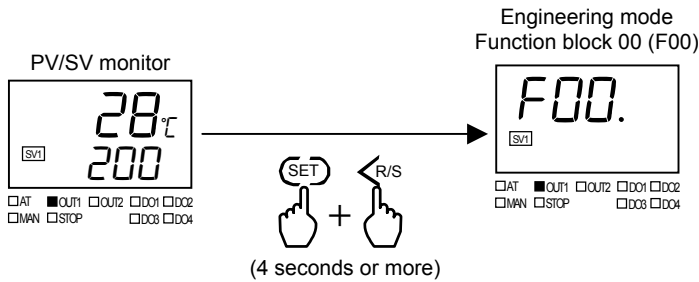 Engineering mode
Function block 00 (F00)
PV/SV monitor
28℃
SV1
200
AT OUT1 OUT2 DO1 DO2
MAN STOP DO3 DO4
SET
<R/S
+
(4 seconds or more)
F00.
SV1
AT OUT1 OUT2 DO1 DO2
MAN STOP DO3 DO4